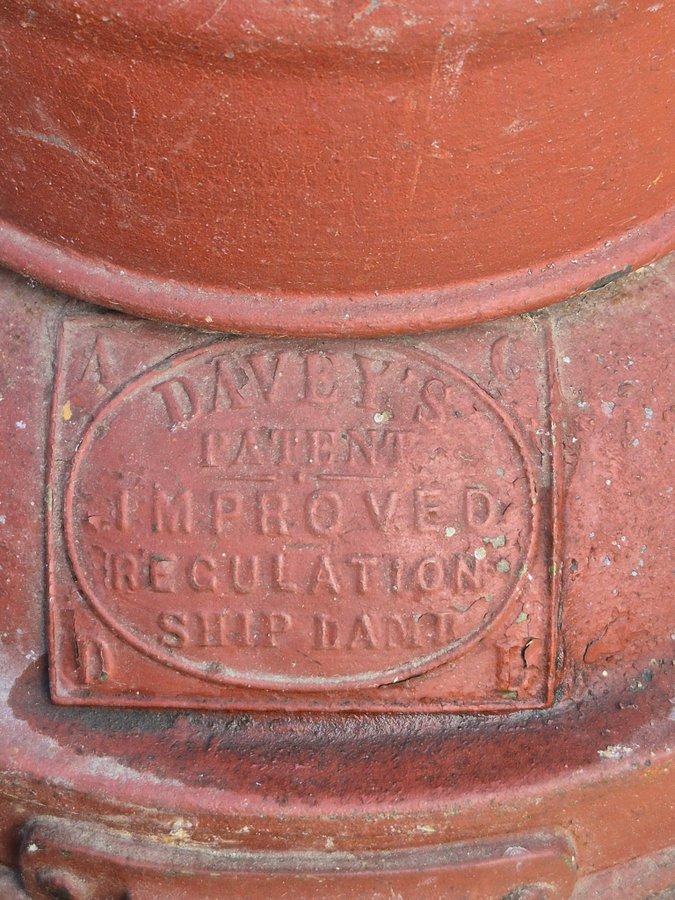 A C
DAVEY'S
PATENT
IMPROVED
REGULATION
SHIP LAMP